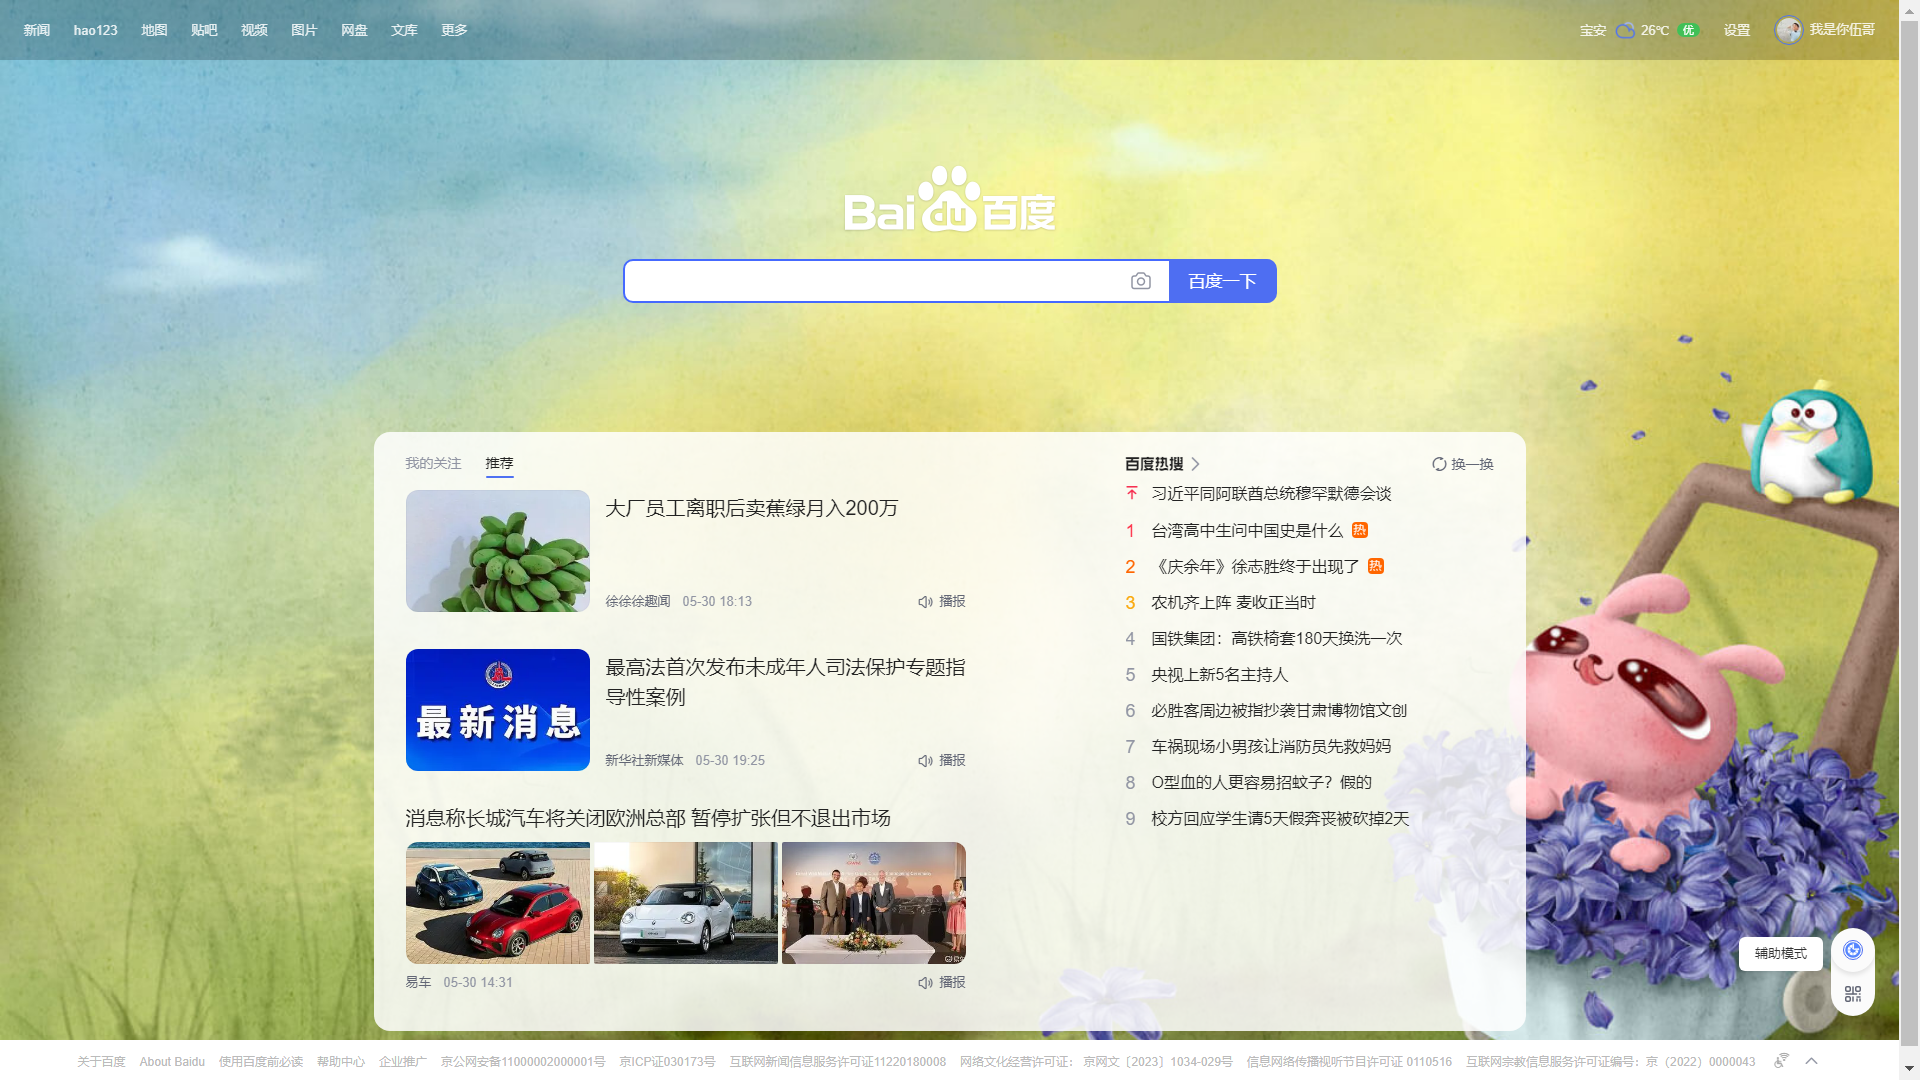 新闻
hao123
地图
贴吧
视频
图片
网盘
文库
更多
宝安
26℃
优
设置
我是你伍哥
Bai du 百度
百度一下
我的关注
推荐
大厂员工离职后卖蕉绿月入200万
徐徐徐趣闻 05-30 18:13
播报
最新消息
最高法首次发布未成年人司法保护专题指
导性案例
新华社新媒体 05-30 19:25
播报
消息称长城汽车将关闭欧洲总部 暂停扩张但不退出市场
易车 05-30 14:31
播报
百度热搜
换一换
习近平同阿联酋总统穆罕默德会谈
1 台湾高中生问中国史是什么 热
2 《庆余年》徐志胜终于出现了 热
3 农机齐上阵 麦收正当时
4 国铁集团：高铁椅套180天换洗一次
5 央视上新5名主持人
6 必胜客周边被指抄袭甘肃博物馆文创
7 车祸现场小男孩让消防员先救妈妈
8 O型血的人更容易招蚊子？假的
9 校方回应学生请5天假奔丧被砍掉2天
辅助模式
关于百度 About Baidu 使用百度前必读 帮助中心 企业推广 京公网安备11000002000001号 京ICP证030173号 互联网新闻信息服务许可证11220180008 网络文化经营许可证： 京网文〔2023〕1034-029号 信息网络传播视听节目许可证 0110516 互联网宗教信息服务许可证编号：京（2022）0000043